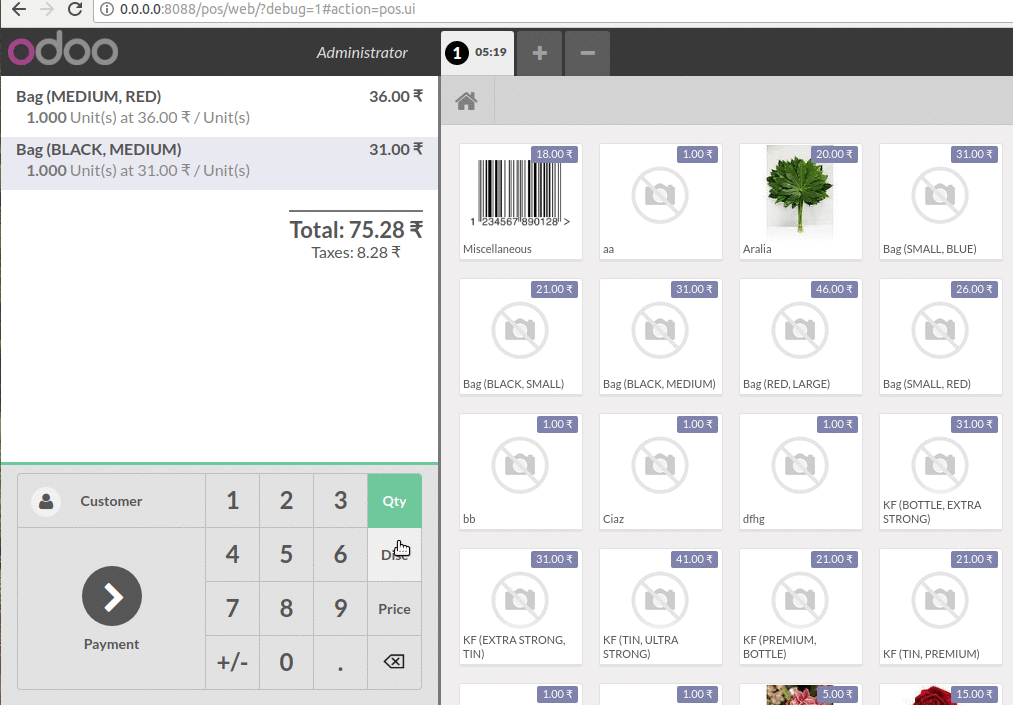 0.0.0.0:8088/pos/web/?debug=1#action=pos.ui
odoo
Administrator
1 05:19
+
−
Bag (MEDIUM, RED) 36.00 ₹
1.000 Unit(s) at 36.00 ₹ / Unit(s)
Bag (BLACK, MEDIUM) 31.00 ₹
1.000 Unit(s) at 31.00 ₹ / Unit(s)
Total: 75.28 ₹
Taxes: 8.28 ₹
Customer
1 2 3 Qty
4 5 6 Disc
7 8 9 Price
+/- 0 .
Payment
18.00 ₹
1 234567 890128 >
Miscellaneous
1.00 ₹
aa
20.00 ₹
Aralia
31.00 ₹
Bag (SMALL, BLUE)
21.00 ₹
Bag (BLACK, SMALL)
31.00 ₹
Bag (BLACK, MEDIUM)
46.00 ₹
Bag (RED, LARGE)
26.00 ₹
Bag (SMALL, RED)
1.00 ₹
bb
1.00 ₹
Ciaz
1.00 ₹
dfhg
31.00 ₹
KF (BOTTLE, EXTRA
STRONG)
31.00 ₹
KF (EXTRA STRONG,
TIN)
41.00 ₹
KF (TIN, ULTRA
STRONG)
21.00 ₹
KF (PREMIUM,
BOTTLE)
21.00 ₹
KF (TIN, PREMIUM)
1.00 ₹
1.00 ₹
5.00 ₹
15.00 ₹